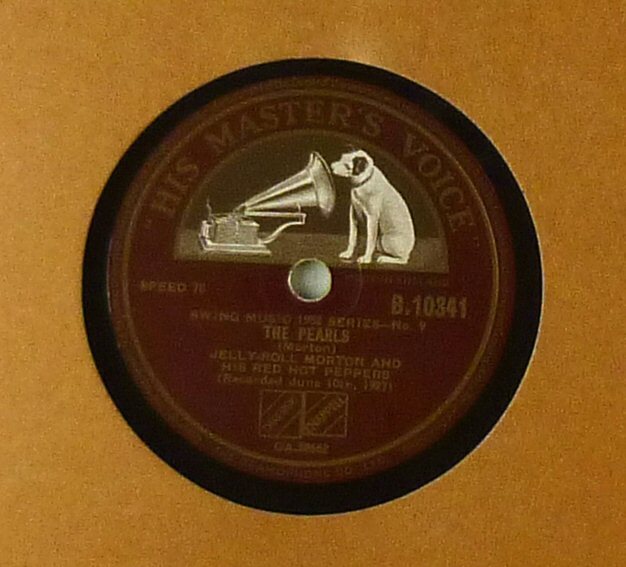 "HIS MASTER'S VOICE"
SPEED 78
B.10341
SWING MUSIC SERIES—No. 9
THE PEARLS
(Morton)
JELLY-ROLL MORTON AND
HIS RED HOT PEPPERS
(Recorded June 10th, 1927)